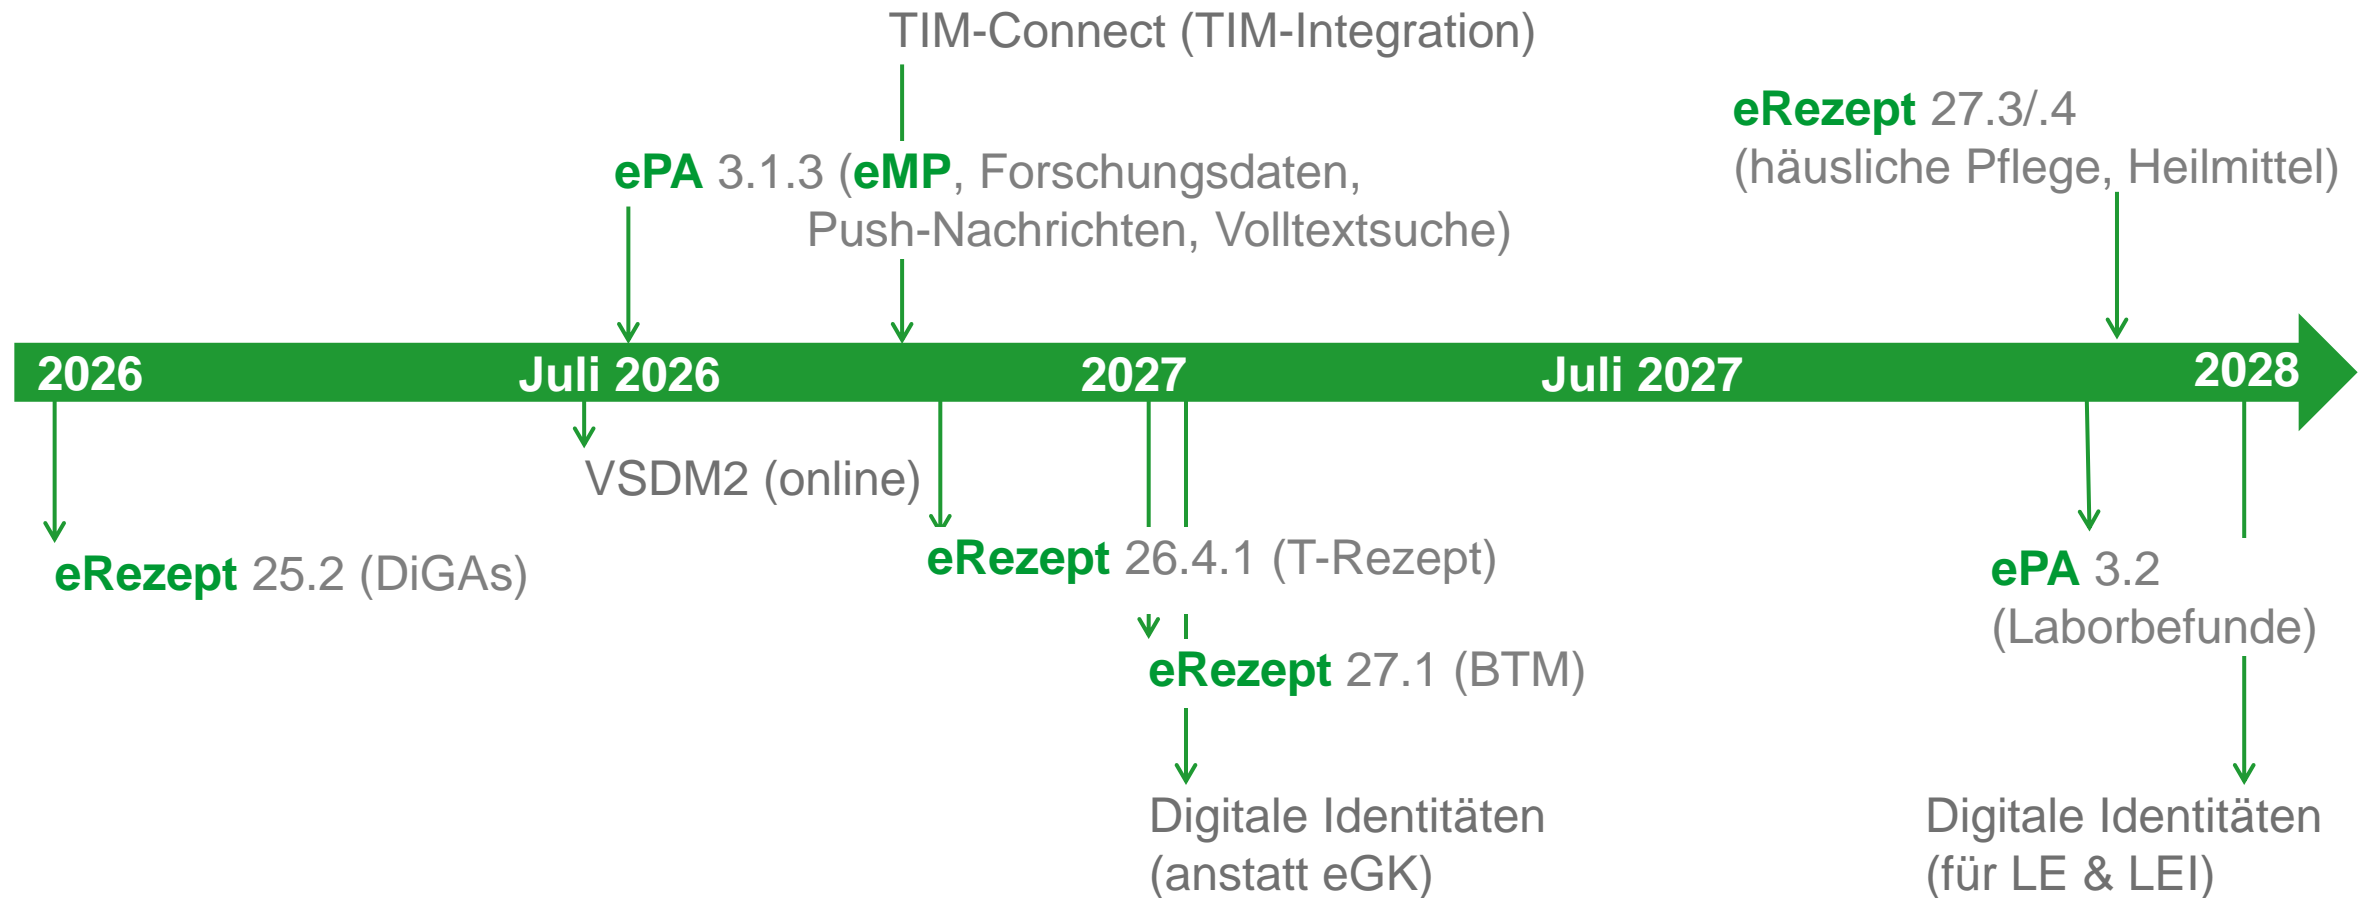 TIM-Connect (TIM-Integration)
eRezept 27.3/.4
(häusliche Pflege, Heilmittel)
ePA 3.1.3 (eMP, Forschungsdaten,
Push-Nachrichten, Volltextsuche)
2026 Juli 2026 2027 Juli 2027 2028
VSDM2 (online)
eRezept 25.2 (DiGAs)
eRezept 26.4.1 (T-Rezept)
ePA 3.2
(Laborbefunde)
eRezept 27.1 (BTM)
Digitale Identitäten
(anstatt eGK)
Digitale Identitäten
(für LE & LEI)